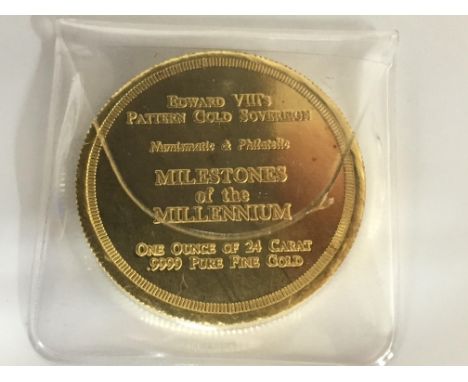 EDWARD VIII'S
PATTERN GOLD SOVEREIGN
Numismatic & Philatelic
MILESTONES
of the
MILLENNIUM
ONE OUNCE OF 24 CARAT
.9999 PURE FINE GOLD